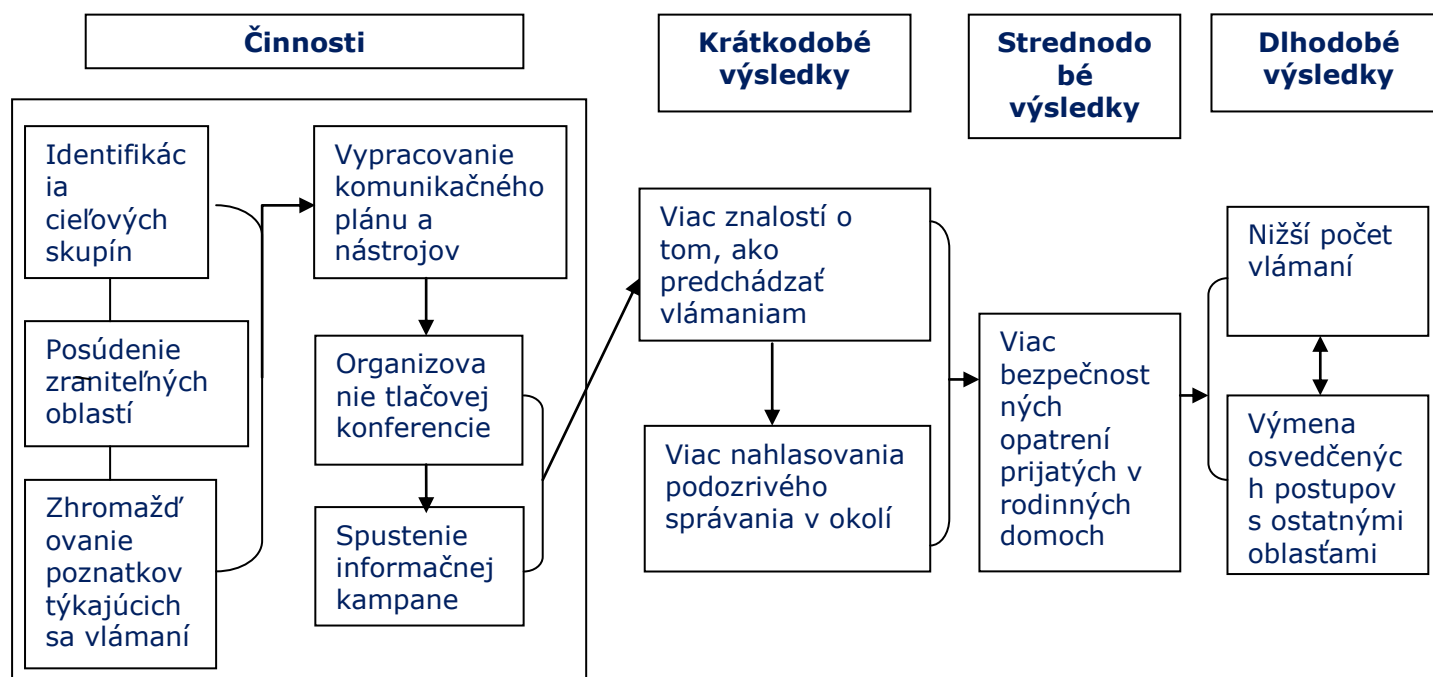 Činnosti
Krátkodobé
výsledky
Strednodo
bé
výsledky
Dlhodobé
výsledky
Identifikác
ia
cieľových
skupín
Posúdenie
zraniteľných
oblastí
Zhromažď
ovanie
poznatkov
týkajúcich
sa vlámaní
Vypracovanie
komunikačného
plánu a
nástrojov
Organizova
nie tlačovej
konferencie
Spustenie
informačnej
kampane
Viac znalostí o
tom, ako
predchádzať
vlámaniam
Viac nahlasovania
podozrivého
správania v okolí
Viac
bezpečnost
ných
opatrení
prijatých v
rodinných
domoch
Nižší počet
vlámaní
Výmena
osvedčenýc
h postupov
s ostatnými
oblasťami